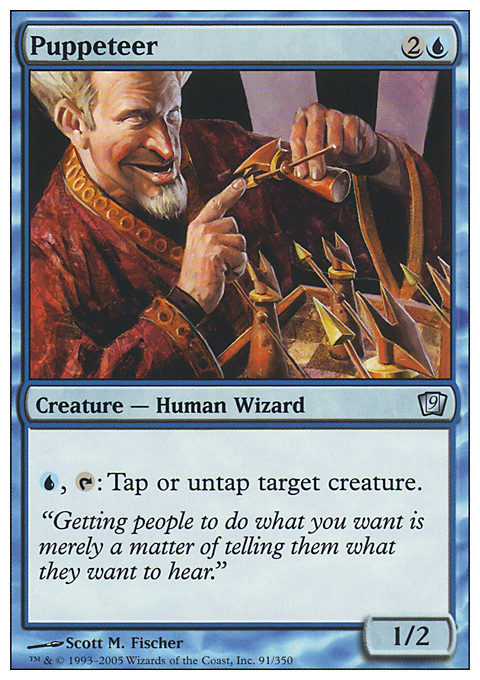 Puppeteer 2
Creature — Human Wizard 9
, : Tap or untap target creature.
“Getting people to do what you want is
merely a matter of telling them what
they want to hear.”
Scott M. Fischer
1/2
™ & © 1993–2005 Wizards of the Coast, Inc. 91/350